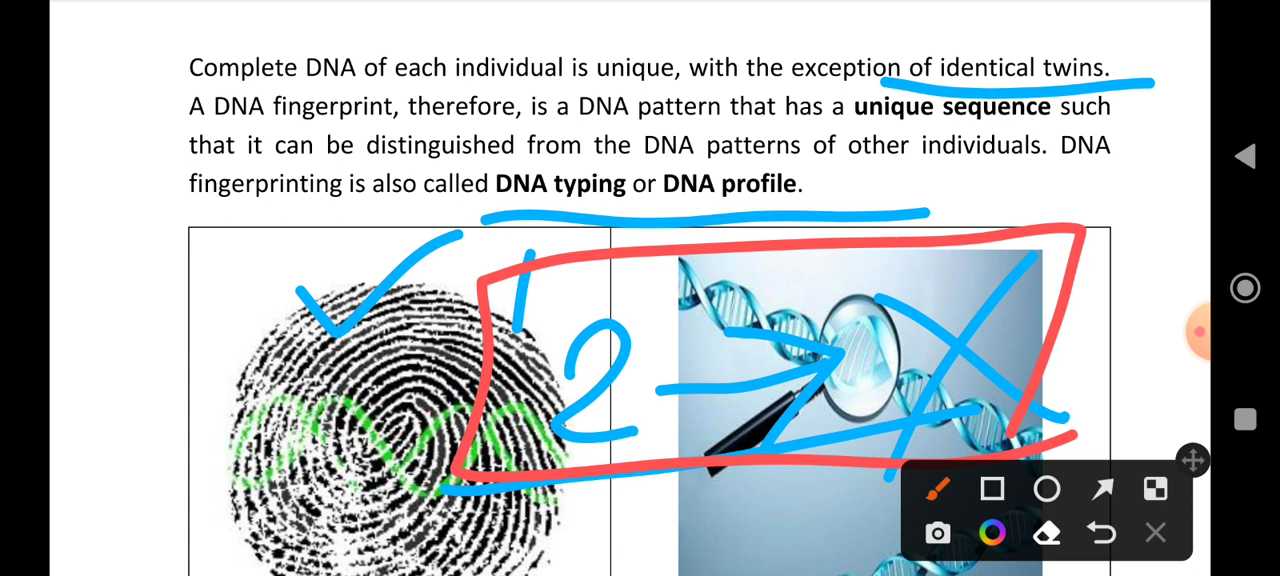 Complete DNA of each individual is unique, with the exception of identical twins.
A DNA fingerprint, therefore, is a DNA pattern that has a unique sequence such
that it can be distinguished from the DNA patterns of other individuals. DNA
fingerprinting is also called DNA typing or DNA profile.
1
2